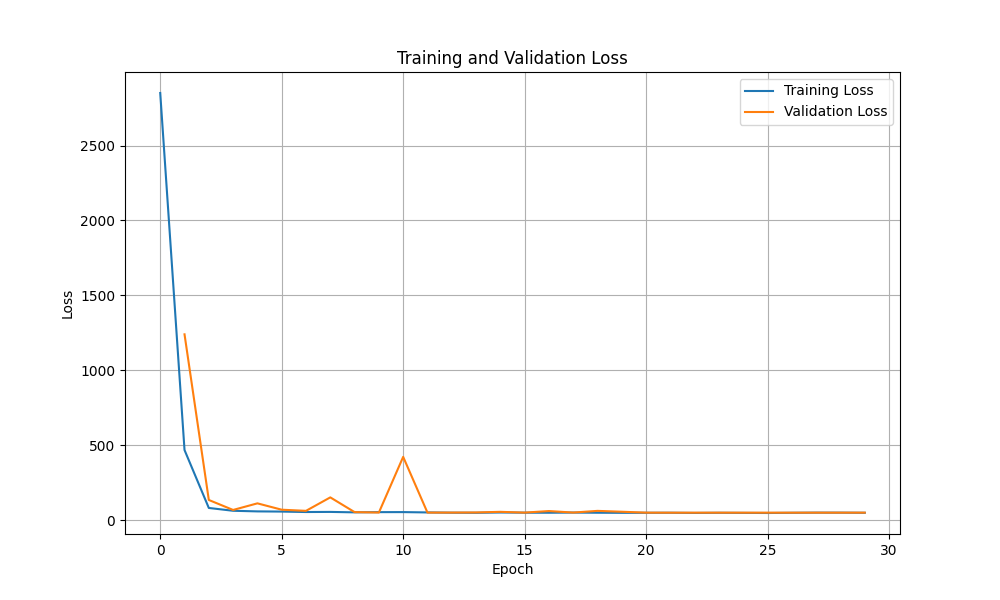 Training and Validation Loss
Training Loss
Validation Loss
2500
2000
1500
1000
500
0
Loss
0 5 10 15 20 25 30
Epoch